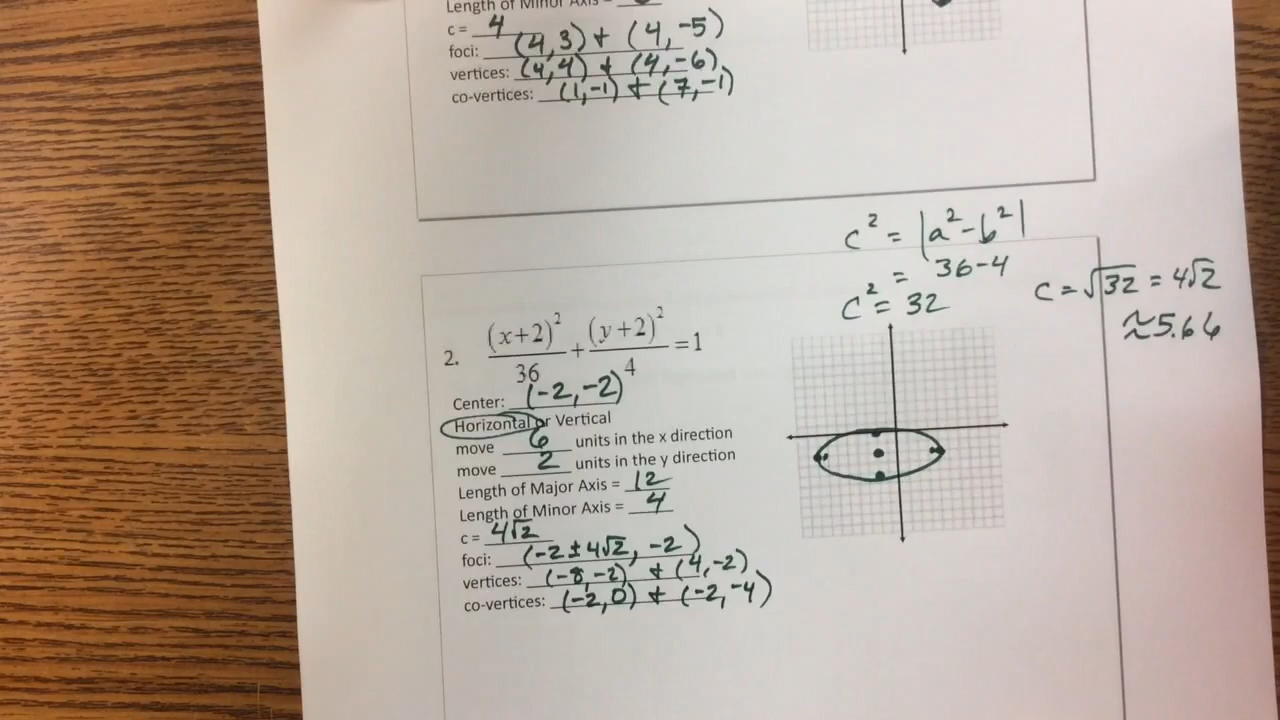 Length of Minor Axis =
c = 4
foci: (4,3) + (4,-5)
vertices: (4,4) + (4,-6)
co-vertices: (1,-1) + (7,-1)
c² = |a²-b²|
= 36-4
c² = 32
c = √32 = 4√2
≈5.66
2. (x+2)²/36 + (y+2)²/4 = 1
Center: (-2,-2)
Horizontal or Vertical
move 6 units in the x direction
move 2 units in the y direction
Length of Major Axis = 12
Length of Minor Axis = 4
c = 4√2
foci: (-2±4√2, -2)
vertices: (-8,-2) + (4,-2)
co-vertices: (-2,0) + (-2,-4)